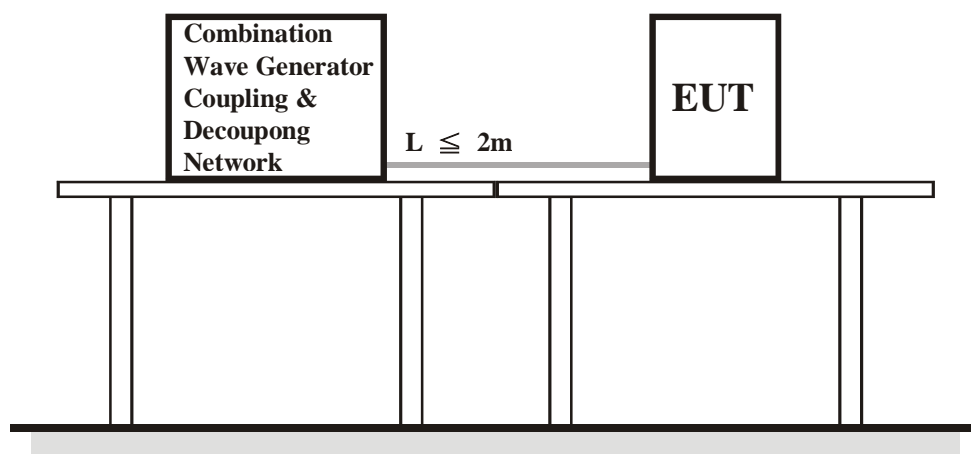 Combination
Wave Generator
Coupling &
Decoupong
Network
L ≦ 2m
EUT